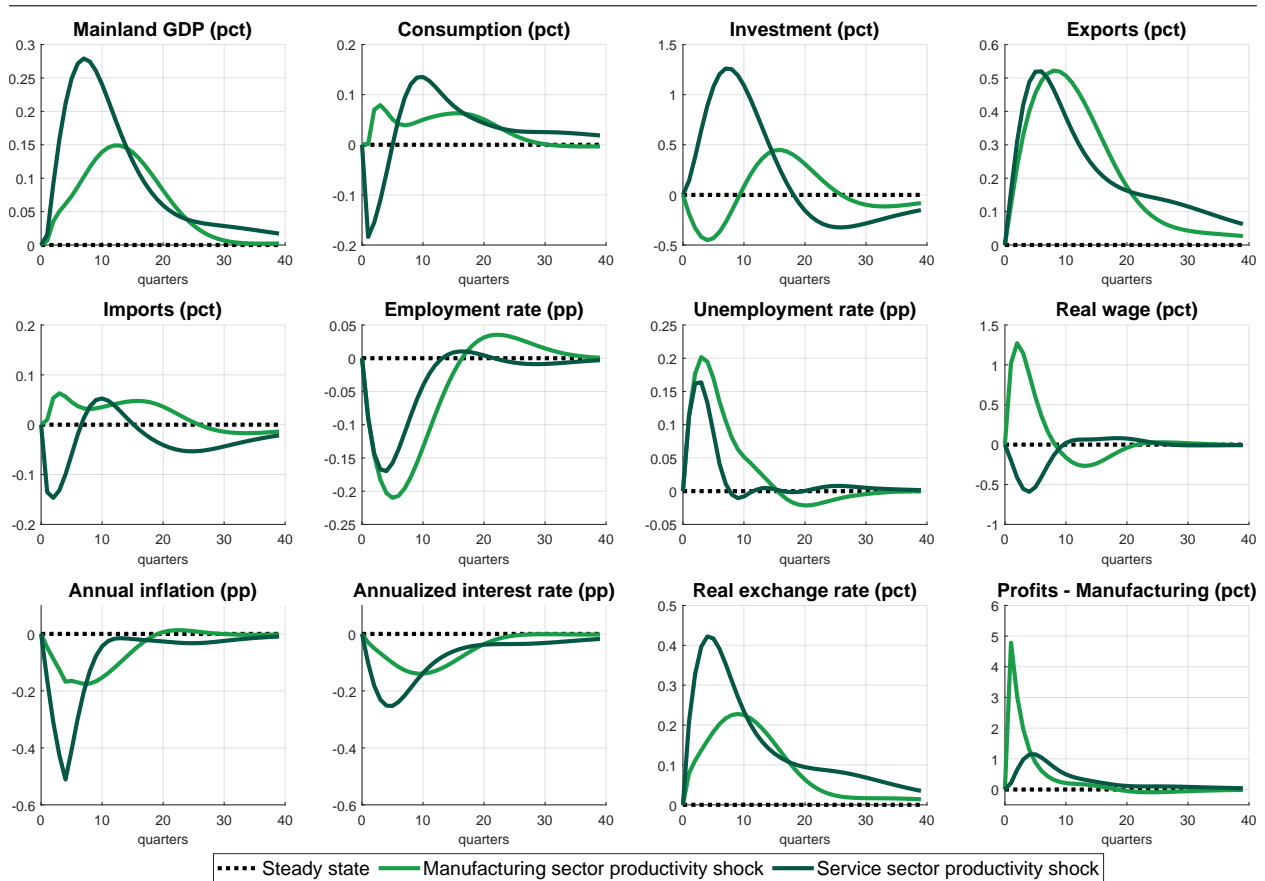 Mainland GDP (pct)
Consumption (pct)
Investment (pct)
Exports (pct)
0.3
0.25
0.2
0.15
0.1
0.05
0
0 10 20 30 40
quarters
0.2
0.1
0
-0.1
-0.2
0 10 20 30 40
quarters
1.5
1
0.5
0
-0.5
0 10 20 30 40
quarters
0.6
0.5
0.4
0.3
0.2
0.1
0
0 10 20 30 40
quarters
Imports (pct)
Employment rate (pp)
Unemployment rate (pp)
Real wage (pct)
0.2
0.1
0
-0.1
-0.2
0 10 20 30 40
quarters
0.05
0
-0.05
-0.1
-0.15
-0.2
-0.25
0 10 20 30 40
quarters
0.25
0.2
0.15
0.1
0.05
0
-0.05
0 10 20 30 40
quarters
1.5
1
0.5
0
-0.5
-1
0 10 20 30 40
quarters
Annual inflation (pp)
Annualized interest rate (pp)
Real exchange rate (pct)
Profits - Manufacturing (pct)
0
-0.2
-0.4
-0.6
0 10 20 30 40
quarters
0
-0.2
-0.4
-0.6
0 10 20 30 40
quarters
0.5
0.4
0.3
0.2
0.1
0
0 10 20 30 40
quarters
6
5
4
3
2
1
0
0 10 20 30 40
quarters
Steady state Manufacturing sector productivity shock Service sector productivity shock